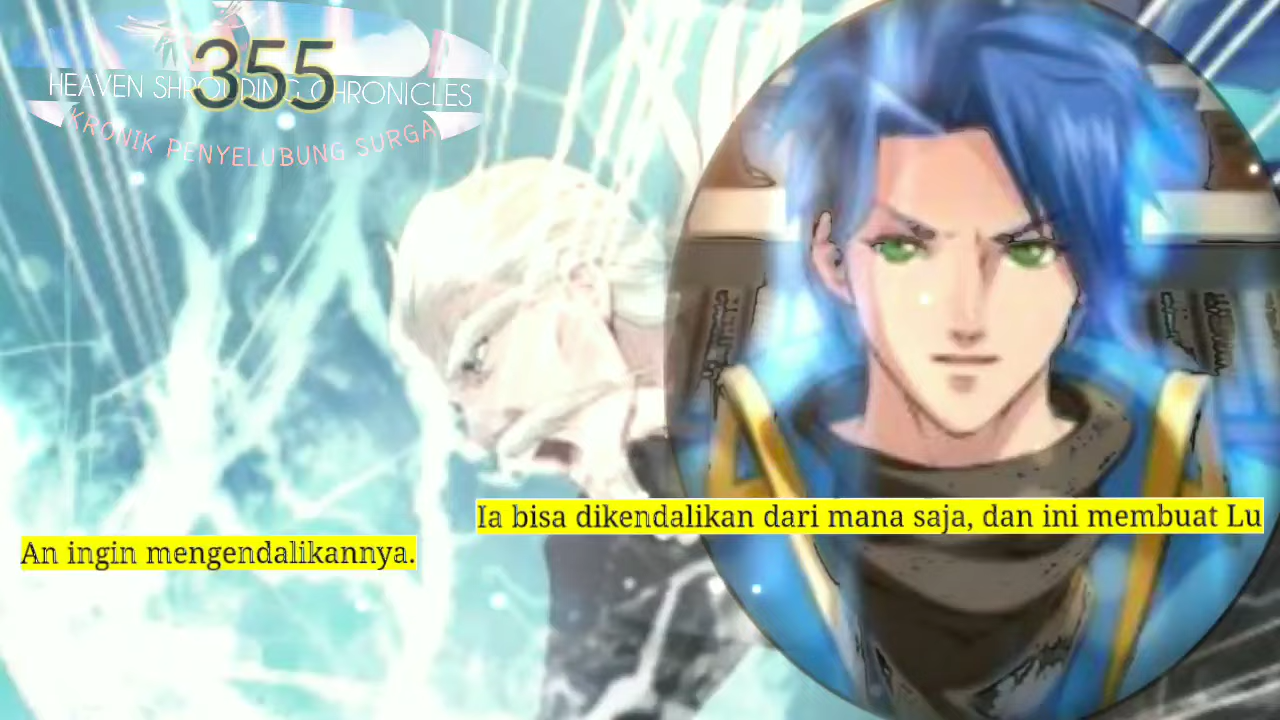 355
HEAVEN SHROUDING CHRONICLES
KRONIK PENYELUBUNG SURGA
Ia bisa dikendalikan dari mana saja, dan ini membuat Lu
An ingin mengendalikannya.